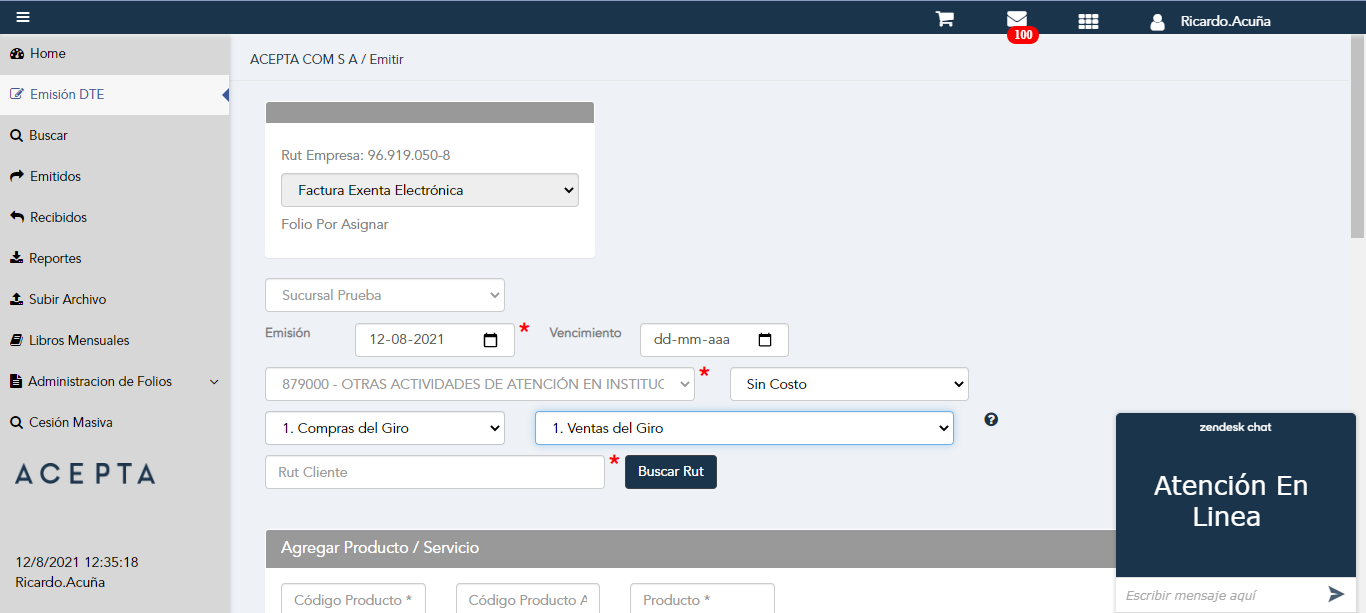 100
Ricardo.Acuña
Home
Emisión DTE
Buscar
Emitidos
Recibidos
Reportes
Subir Archivo
Libros Mensuales
Administracion de Folios
Cesión Masiva
ACEPTA
12/8/2021 12:35:18
Ricardo.Acuña
ACEPTA COM S A / Emitir
Rut Empresa: 96.919.050-8
Factura Exenta Electrónica
Folio Por Asignar
Sucursal Prueba
Emisión 12-08-2021 * Vencimiento dd-mm-aaa
879000 - OTRAS ACTIVIDADES DE ATENCIÓN EN INSTITUC * Sin Costo
1. Compras del Giro 1. Ventas del Giro ?
Rut Cliente * Buscar Rut
Agregar Producto / Servicio
Código Producto * Código Producto A Producto *
zendesk chat
Atención En
Linea
Escribir mensaje aquí